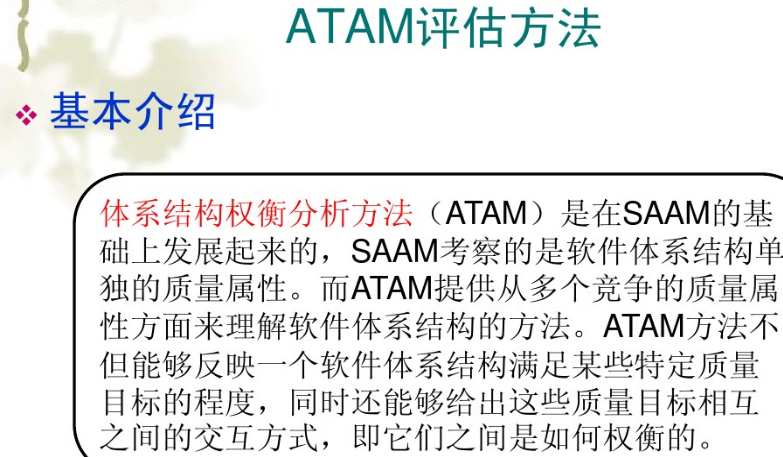 ATAM评估方法
基本介绍
体系结构权衡分析方法（ATAM）是在SAAM的基
础上发展起来的，SAAM考察的是软件体系结构单
独的质量属性。而ATAM提供从多个竞争的质量属
性方面来理解软件体系结构的方法。ATAM方法不
但能够反映一个软件体系结构满足某些特定质量
目标的程度，同时还能够给出这些质量目标相互
之间的交互方式，即它们之间是如何权衡的。